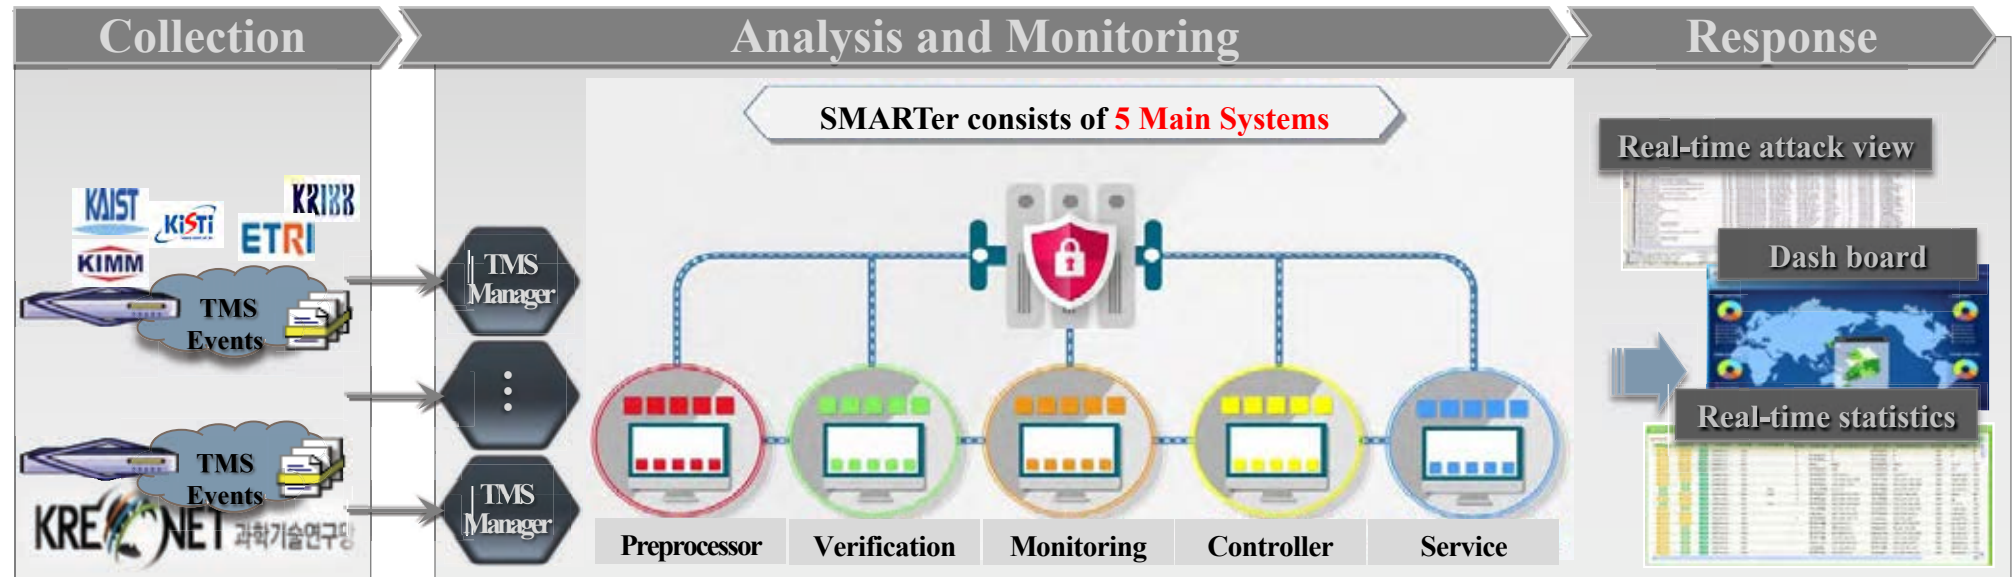 Collection
Analysis and Monitoring
Response
SMARTer consists of 5 Main Systems
KAIST
KiSTi
KRIBB
ETRI
KIMM
TMS
Events
TMS
Events
KREONET 과학기술연구망
TMS
Manager
⋮
TMS
Manager
Preprocessor
Verification
Monitoring
Controller
Service
Real-time attack view
Dash board
Real-time statistics